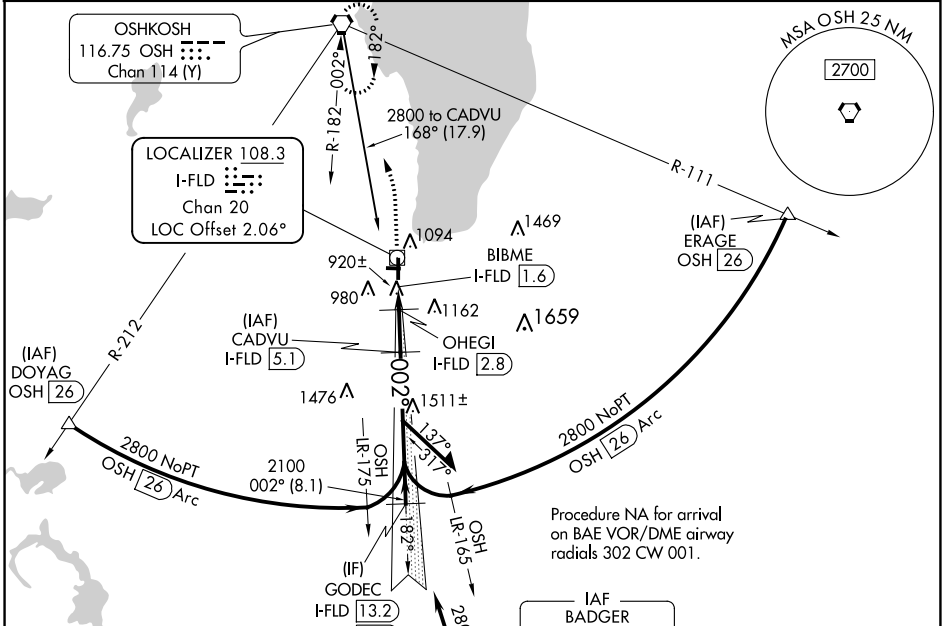 OSHKOSH
116.75 OSH
Chan 114 (Y)
MSA OSH 25 NM
2700
R-182
002°
182°
2800 to CADVU
168° (17.9)
LOCALIZER 108.3
I-FLD
Chan 20
LOC Offset 2.06°
R-111
(IAF)
ERAGE
OSH 26
1094
1469
920±
BIBME
I-FLD 1.6
980
1162
1659
R-212
(IAF)
CADVU
I-FLD 5.1
OHEGI
I-FLD 2.8
(IAF)
DOYAG
OSH 26
002°
1476
1511±
137°
317°
2800 NoPT
OSH 26 Arc
2800 NoPT
OSH 26 Arc
OSH
LR-175
2100
002° (8.1)
182°
OSH
LR-165
Procedure NA for arrival
on BAE VOR/DME airway
radials 302 CW 001.
(IF)
GODEC
I-FLD 13.2
IAF
BADGER